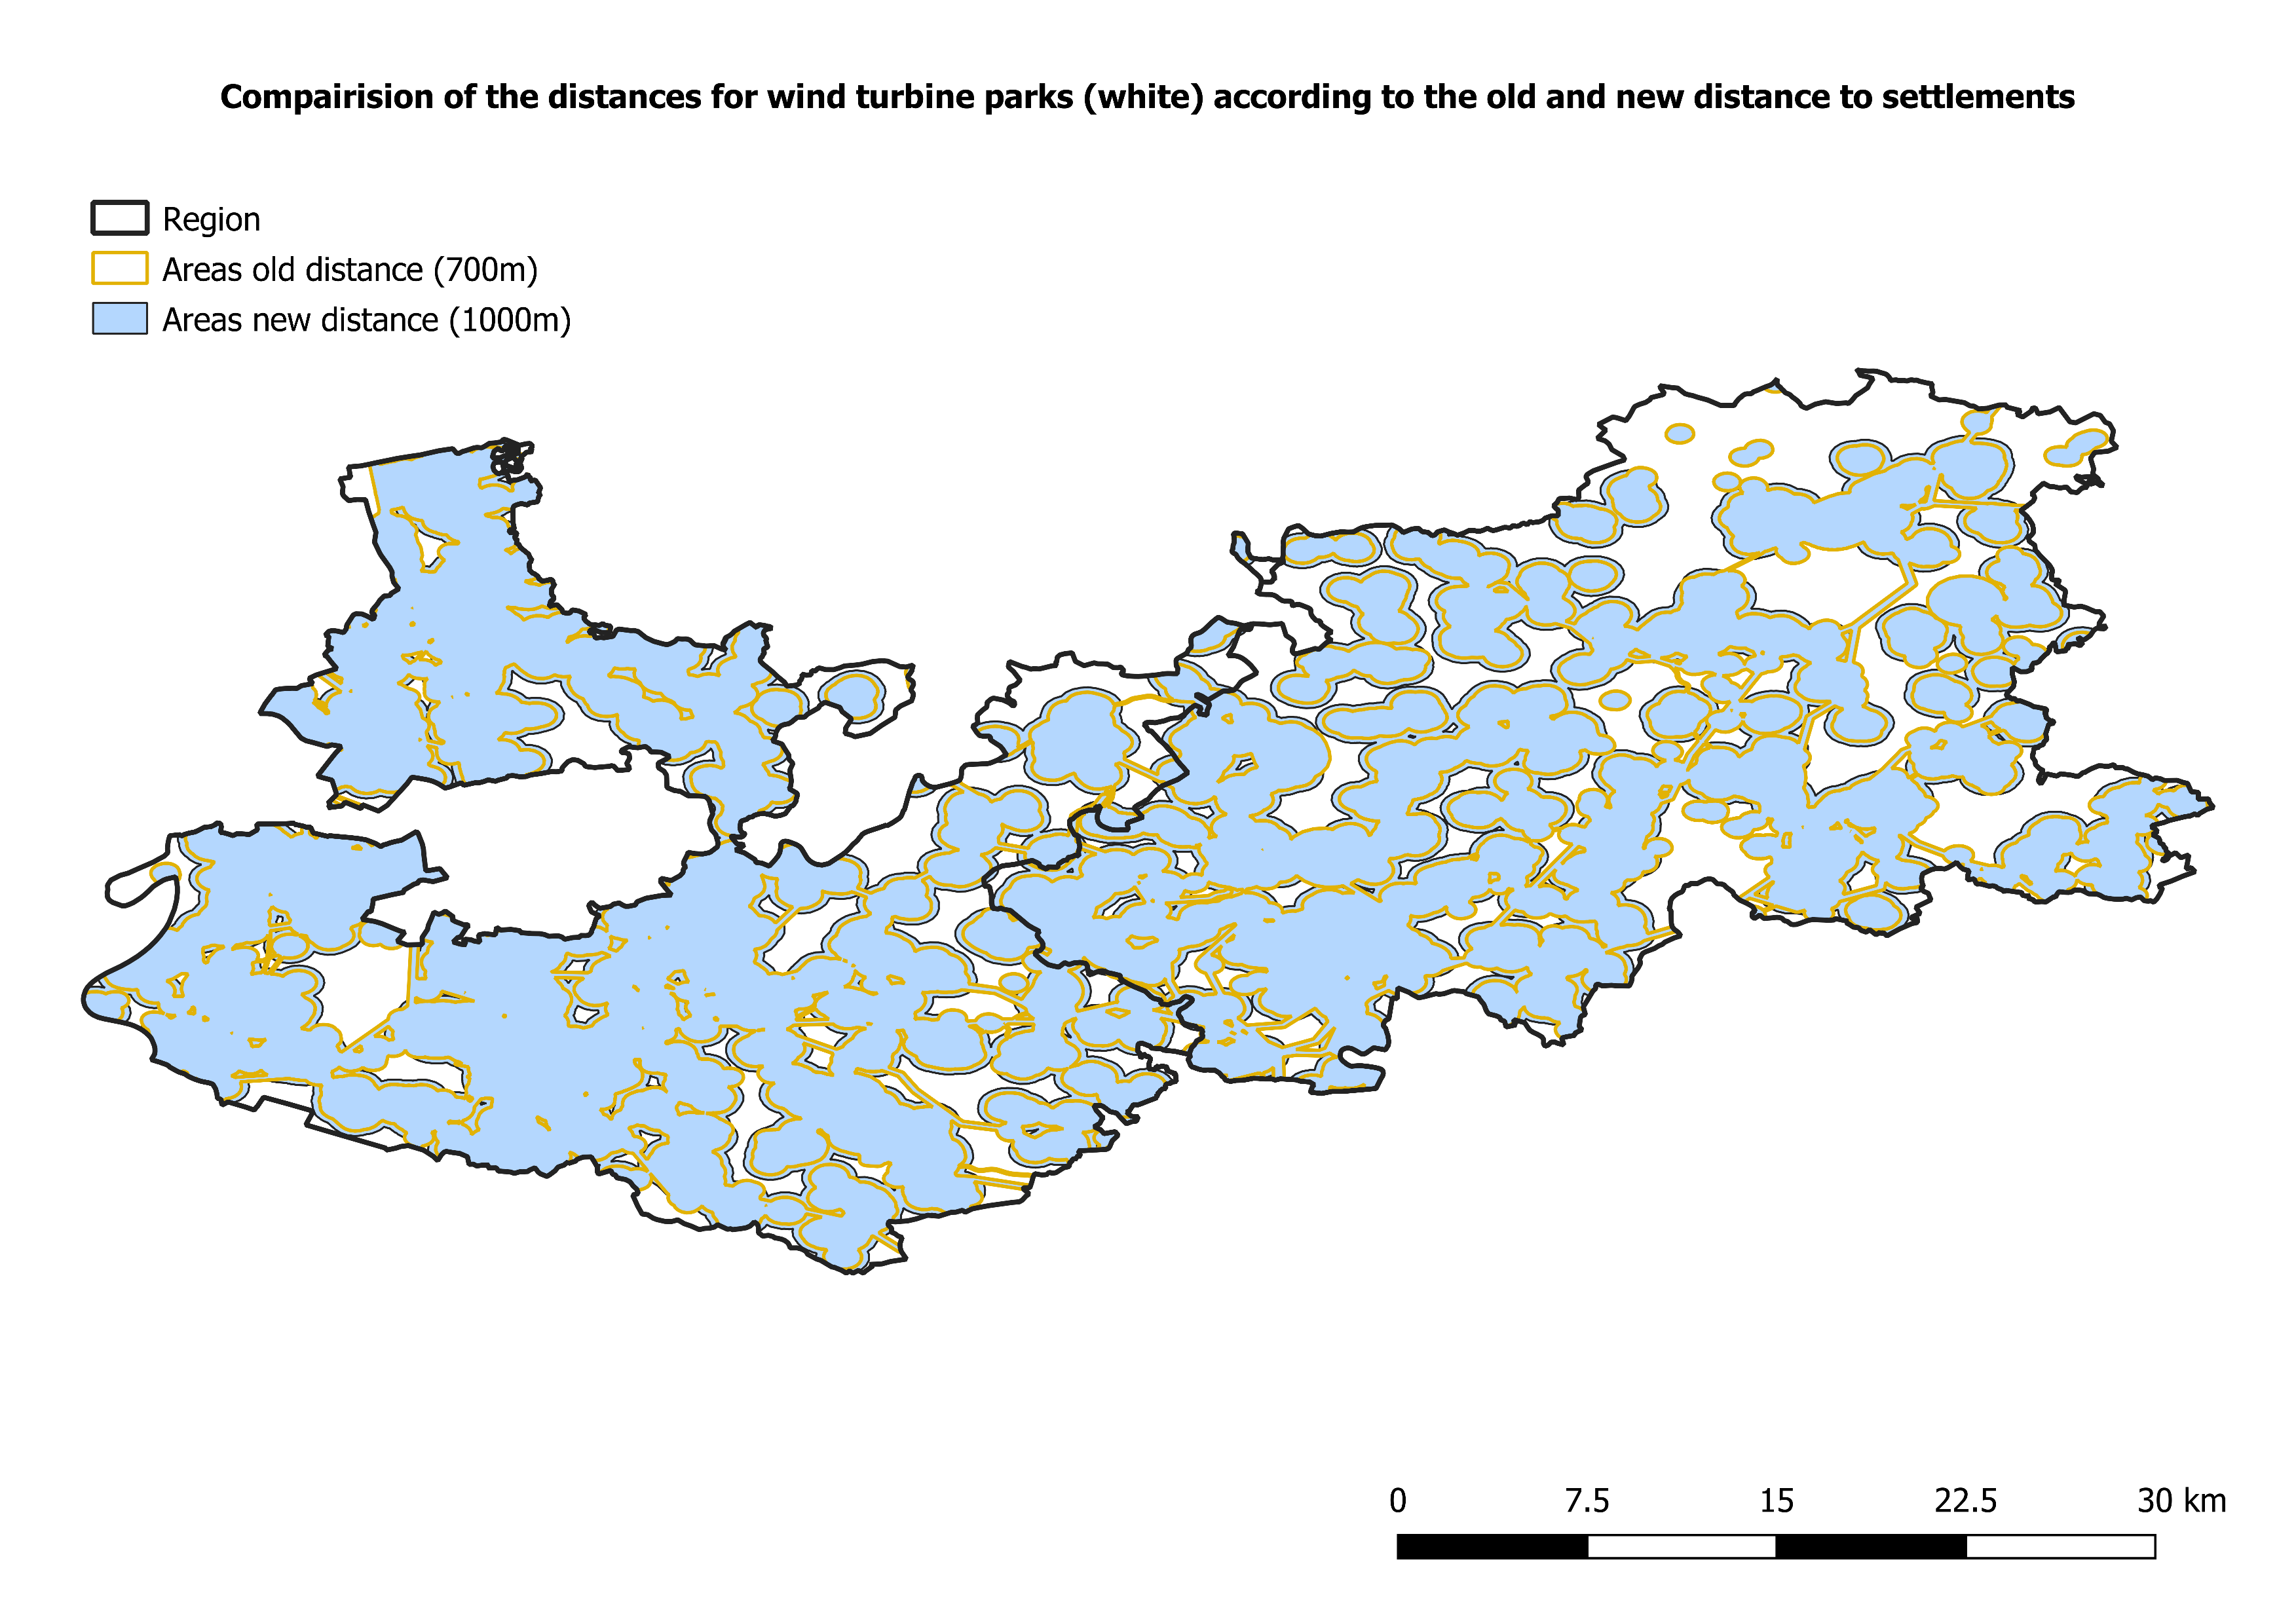 Compairision of the distances for wind turbine parks (white) according to the old and new distance to settlements
Region
Areas old distance (700m)
Areas new distance (1000m)
0 7.5 15 22.5 30 km